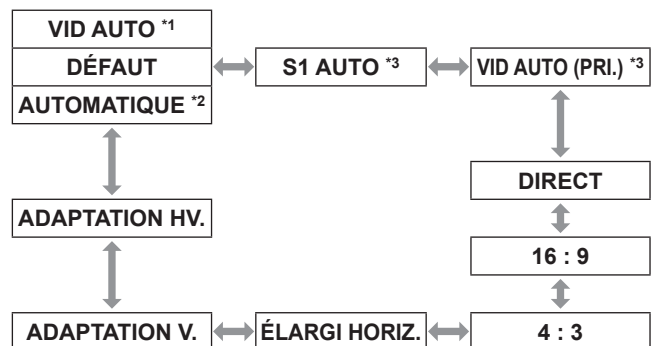 VID AUTO *1
DÉFAUT
AUTOMATIQUE *2
S1 AUTO *3
VID AUTO (PRI.) *3
DIRECT
ADAPTATION HV.
16 : 9
ADAPTATION V.
ÉLARGI HORIZ.
4 : 3